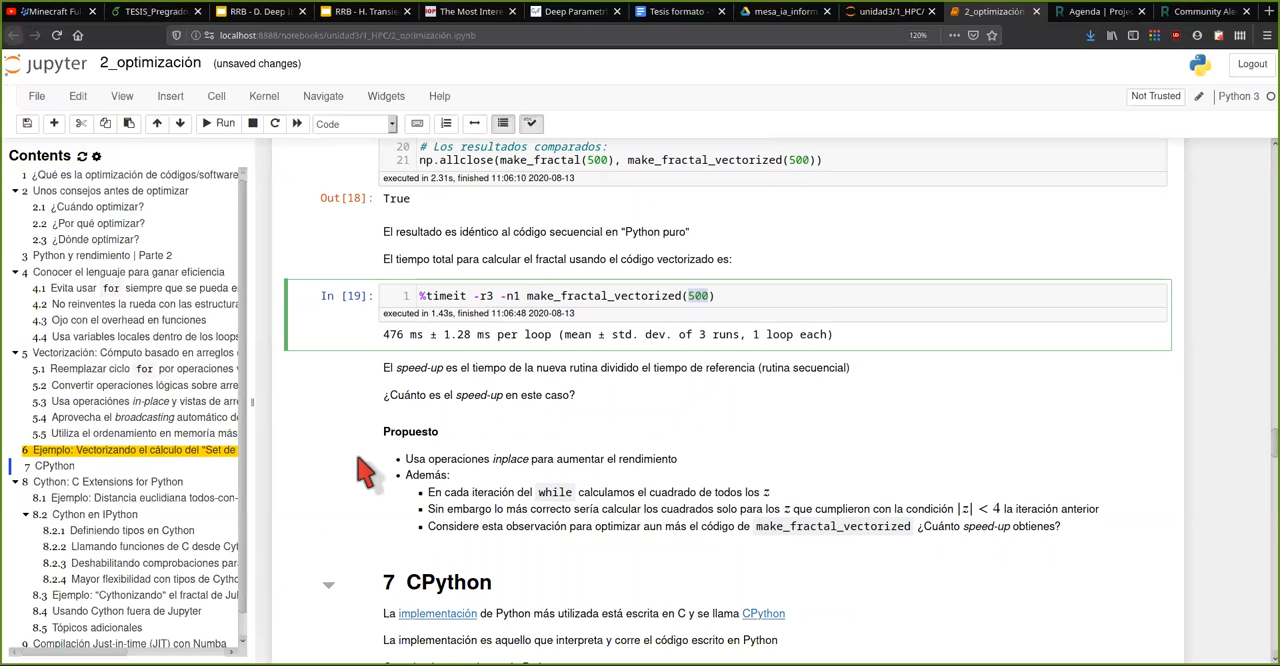 Minecraft Ful
TESIS_Pregrad
RRB - D. Deep In
RRB - H. Transie
The Most Interes
Deep Parametri
Tesis formato -
mesa_ia_inform
unidad3/1_HPC/
2_optimización
Agenda | Proje
Community Ale
localhost:8888/notebooks/unidad3/1_HPC/2_optimización.ipynb
120%
jupyter 2_optimización (unsaved changes)
Logout
File Edit View Insert Cell Kernel Navigate Widgets Help
Not Trusted
Python 3
Run
Code
Contents
1 ¿Qué es la optimización de códigos/software
2 Unos consejos antes de optimizar
2.1 ¿Cuándo optimizar?
2.2 ¿Por qué optimizar?
2.3 ¿Dónde optimizar?
3 Python y rendimiento | Parte 2
4 Conocer el lenguaje para ganar eficiencia
4.1 Evita usar for siempre que se pueda e
4.2 No reinventes la rueda con las estructura
4.3 Ojo con el overhead en funciones
4.4 Usa variables locales dentro de los loops
5 Vectorización: Cómputo basado en arreglos
5.1 Reemplazar ciclo for por operaciones
5.2 Convertir operaciones lógicas sobre arre
5.3 Usa operaciónes in-place y vistas de arr
5.4 Aprovecha el broadcasting automático d
5.5 Utiliza el ordenamiento en memoría más
6 Ejemplo: Vectorizando el cálculo del "Set de
7 CPython
8 Cython: C Extensions for Python
8.1 Ejemplo: Distancia euclidiana todos-con-
8.2 Cython en IPython
8.2.1 Definiendo tipos en Cython
8.2.2 Llamando funciones de C desde Cyt
8.2.3 Deshabilitando comprobaciones par
8.2.4 Mayor flexibilidad con tipos de Cytho
8.3 Ejemplo: "Cythonizando" el fractal de Jul
8.4 Usando Cython fuera de Jupyter
8.5 Tópicos adicionales
9 Compilación Just-in-time (JIT) con Numba
20 # Los resultados comparados:
21 np.allclose(make_fractal(500), make_fractal_vectorized(500))
executed in 2.31s, finished 11:06:10 2020-08-13
Out[18]: True
El resultado es idéntico al código secuencial en "Python puro"
El tiempo total para calcular el fractal usando el código vectorizado es:
In [19]: 1 %timeit -r3 -n1 make_fractal_vectorized(500)
executed in 1.43s, finished 11:06:48 2020-08-13
476 ms ± 1.28 ms per loop (mean ± std. dev. of 3 runs, 1 loop each)
El speed-up es el tiempo de la nueva rutina dividido el tiempo de referencia (rutina secuencial)
¿Cuánto es el speed-up en este caso?
Propuesto
• Usa operaciones inplace para aumentar el rendimiento
• Además:
▪ En cada iteración del while calculamos el cuadrado de todos los z
▪ Sin embargo lo más correcto sería calcular los cuadrados solo para los z que cumplieron con la condición |z| < 4 la iteración anterior
▪ Considere esta observación para optimizar aun más el código de make_fractal_vectorized ¿Cuánto speed-up obtienes?
7 CPython
La implementación de Python más utilizada está escrita en C y se llama CPython
La implementación es aquello que interpreta y corre el código escrito en Python